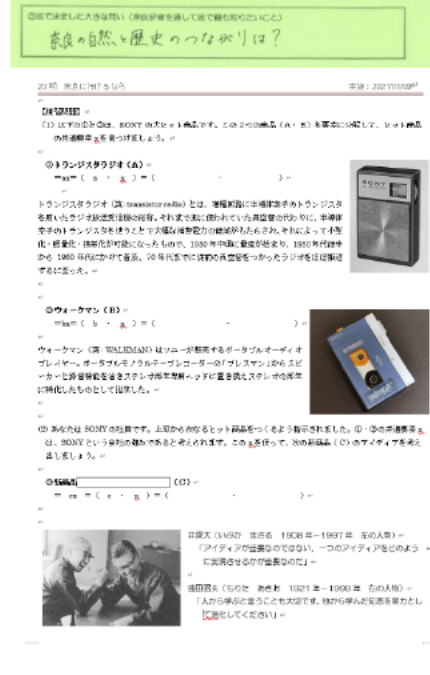 ③班で決定した大きな問い（奈良研修を通して班で最も知りたいこと）
奈良の自然と歴史のつながりは？
【練習問題】
（1）以下の①と②は、SONYの大ヒット商品です。この2つの商品（A・B）を要素に分解して、ヒット商品
の共通要素xを見つけましょう。
①トランジスタラジオ（A）
＝ax＝（ a ・ x ）＝（ ・ ）
トランジスタラジオ（英: transistor radio）とは、増幅回路に半導体素子のトランジスタ
を用いたラジオ放送受信機の総称。それまで主に使われていた真空管の代わりに、半導体
素子のトランジスタを使うことで大幅な消費電力の低減がもたらされ、それによって小型
化・軽量化・携帯化が可能になったもので、1950年中頃に量産が始まり、1950年代後半
から 1960年代にかけて普及、70年代までに従前の真空管をつかったラジオをほぼ駆逐
するに至った。
SONY
②ウォークマン（B）
＝bx＝（ b ・ x ）＝（ ・ ）
ウォークマン（英: WALKMAN）はソニーが販売するポータブルオーディオ
プレイヤー。ポータブルモノラルテープレコーダーの「プレスマン」からスピ
ーカーと録音機能を省きステレオ再生専用ヘッドに置き換えステレオの再生
に特化したものとして誕生した。
(2) あなたはSONYの社員です。上司から次なるヒット商品をつくるよう指示されました。①・②の共通要素x
は、SONYという会社の強みであると考えられます。このxを使って、次の新商品（C）のアイディアを考え
出しましょう。
③新商品（C）
＝ cx ＝（ c ・ x ）＝（ ・ ）
井深大（いぶか まさる 1908年－1997年 左の人物）
「アイディアが重要なのではない、一つのアイディアをどのよう
に実現させるかが重要なのだ」
盛田昭夫（もりた あきお 1921年－1999年 右の人物）
「人から学ぶと言うことも大切です。他から学んだ知恵を実力とし
て消化してください」